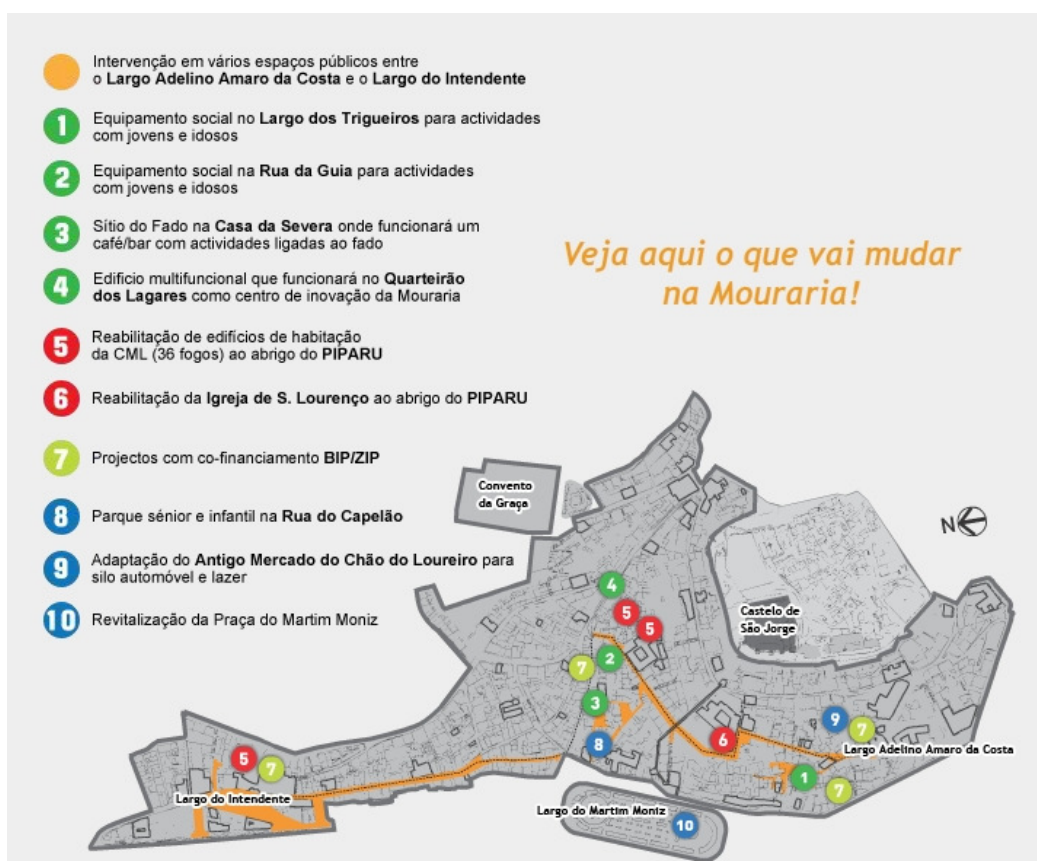 Intervenção em vários espaços públicos entre
o Largo Adelino Amaro da Costa e o Largo do Intendente
1
Equipamento social no Largo dos Trigueiros para actividades
com jovens e idosos
2
Equipamento social na Rua da Guia para actividades
com jovens e idosos
3
Sítio do Fado na Casa da Severa onde funcionará um
café/bar com actividades ligadas ao fado
4
Edificio multifuncional que funcionará no Quarteirão
dos Lagares como centro de inovação da Mouraria
5
Reabilitação de edifícios de habitação
da CML (36 fogos) ao abrigo do PIPARU
6
Reabilitação da Igreja de S. Lourenço ao abrigo do PIPARU
7
Projectos com co-financiamento BIP/ZIP
8
Parque sénior e infantil na Rua do Capelão
9
Adaptação do Antigo Mercado do Chão do Loureiro para
silo automóvel e lazer
10
Revitalização da Praça do Martim Moniz
Veja aqui o que vai mudar
na Mouraria!
Convento
da Graça
N
Castelo de
São Jorge
4
5
5
2
7
3
8
6
9
7
Largo Adelino Amaro da Costa
1
7
5
7
Largo do Intendente
Largo do Martim Moniz
10